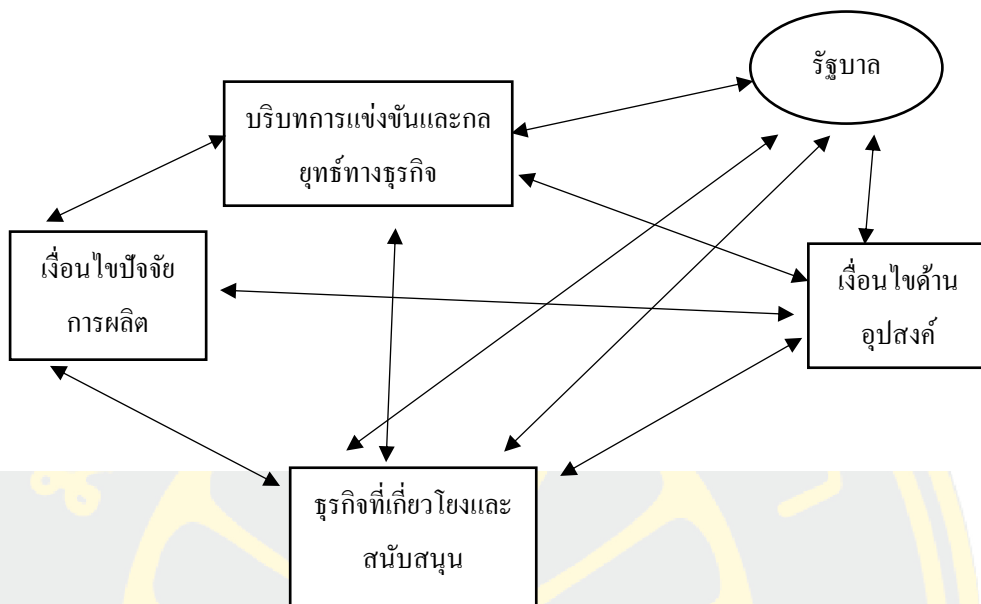 รัฐบาล
บริบทการแข่งขันและกล
ยุทธ์ทางธุรกิจ
เงื่อนไขปัจจัย
การผลิต
เงื่อนไขด้าน
อุปสงค์
ธุรกิจที่เกี่ยวโยงและ
สนับสนุน